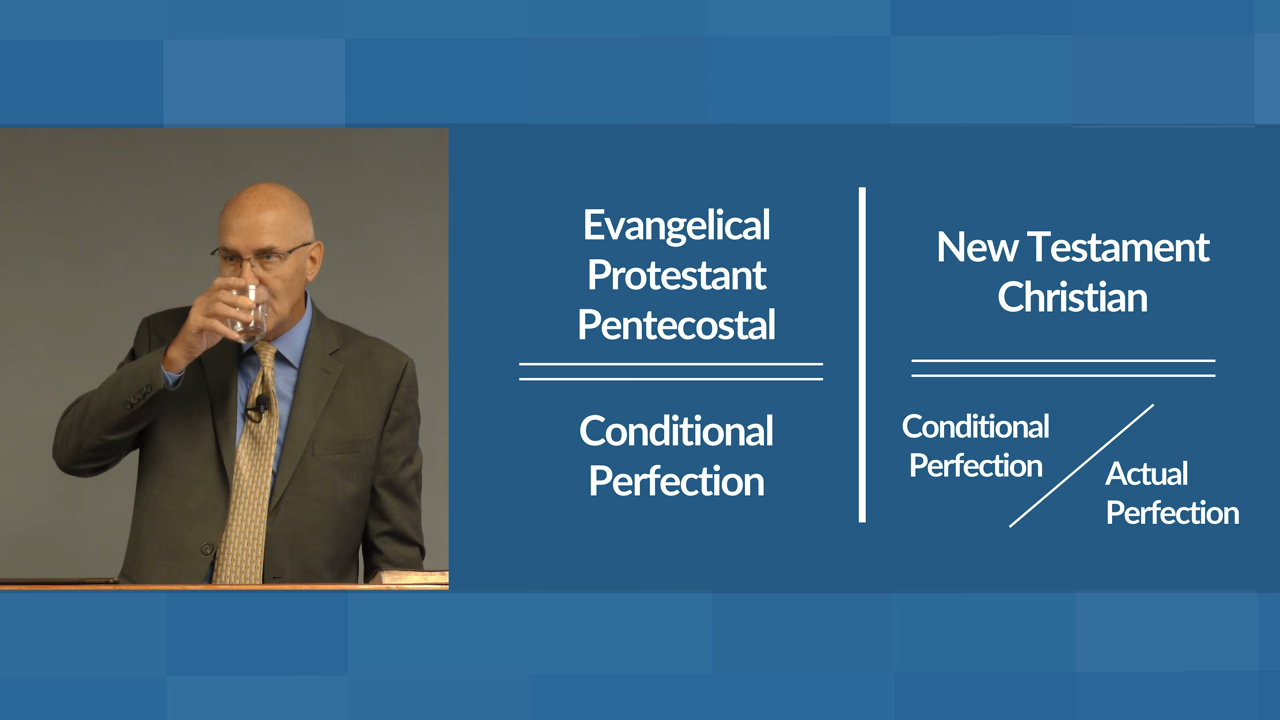 Evangelical
Protestant
Pentecostal
Conditional
Perfection
New Testament
Christian
Conditional
Perfection
Actual
Perfection